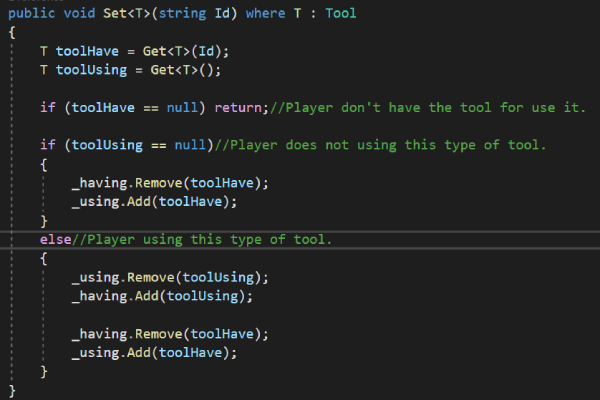 public void Set<T>(string Id) where T : Tool
{
T toolHave = Get<T>(Id);
T toolUsing = Get<T>();
if (toolHave == null) return;//Player don't have the tool for use it.
if (toolUsing == null)//Player does not using this type of tool.
{
_having.Remove(toolHave);
_using.Add(toolHave);
}
else//Player using this type of tool.
{
_using.Remove(toolUsing);
_having.Add(toolUsing);
_having.Remove(toolHave);
_using.Add(toolHave);
}
}